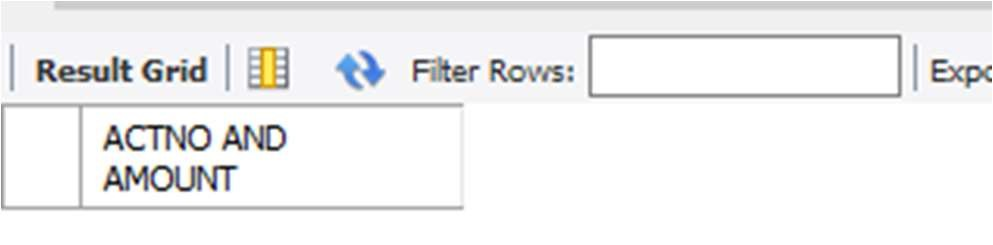 Result Grid Filter Rows: Expo
ACTNO AND
AMOUNT